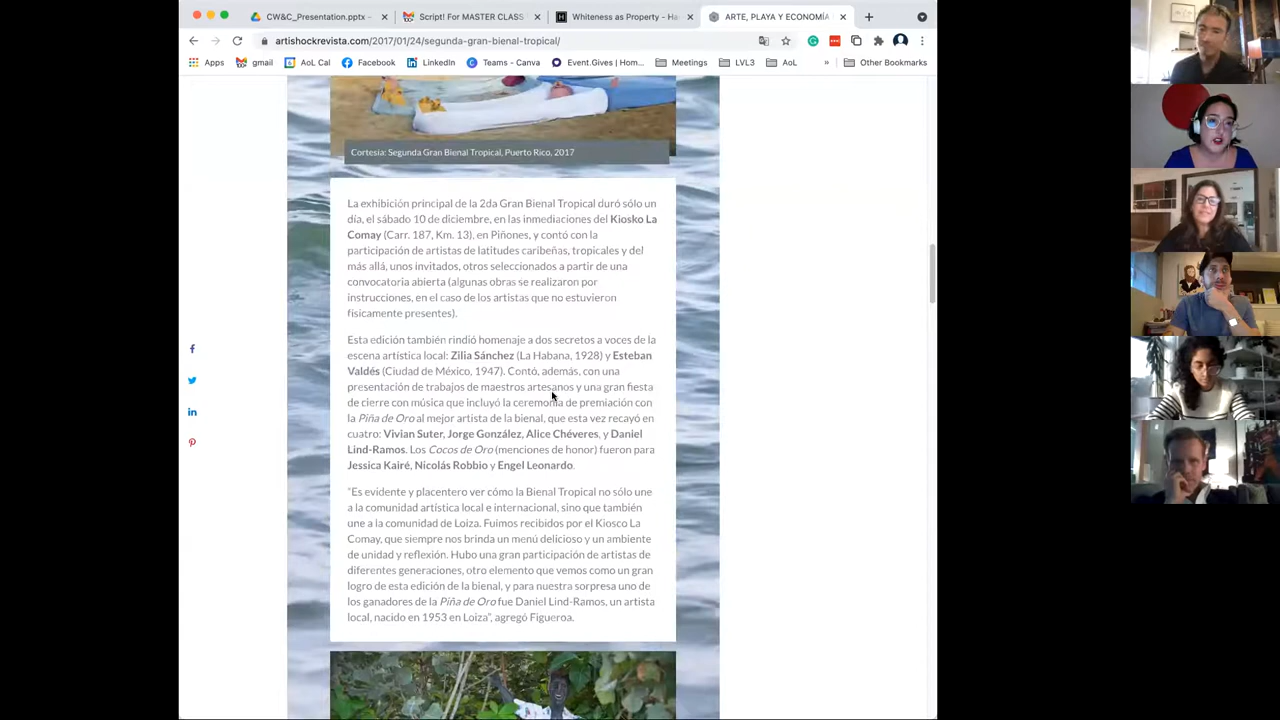 CW&C_Presentation.pptx –
Script! For MASTER CLASS
Whiteness as Property - Ha
ARTE, PLAYA Y ECONOMÍA
artishockrevista.com/2017/01/24/segunda-gran-bienal-tropical/
Apps
gmail
AoL Cal
Facebook
LinkedIn
Teams - Canva
Event.Gives | Hom...
Meetings
LVL3
AoL
»
Other Bookmarks
Cortesía: Segunda Gran Bienal Tropical, Puerto Rico, 2017
La exhibición principal de la 2da Gran Bienal Tropical duró sólo un
día, el sábado 10 de diciembre, en las inmediaciones del Kiosko La
Comay (Carr. 187, Km. 13), en Piñones, y contó con la
participación de artistas de latitudes caribeñas, tropicales y del
más allá, unos invitados, otros seleccionados a partir de una
convocatoria abierta (algunas obras se realizaron por
instrucciones, en el caso de los artistas que no estuvieron
físicamente presentes).
Esta edición también rindió homenaje a dos secretos a voces de la
escena artística local: Zilia Sánchez (La Habana, 1928) y Esteban
Valdés (Ciudad de México, 1947). Contó, además, con una
presentación de trabajos de maestros artesanos y una gran fiesta
de cierre con música que incluyó la ceremonia de premiación con
la Piña de Oro al mejor artista de la bienal, que esta vez recayó en
cuatro: Vivian Suter, Jorge González, Alice Chéveres, y Daniel
Lind-Ramos. Los Cocos de Oro (menciones de honor) fueron para
Jessica Kairé, Nicolás Robbio y Engel Leonardo.
“Es evidente y placentero ver cómo la Bienal Tropical no sólo une
a la comunidad artística local e internacional, sino que también
une a la comunidad de Loiza. Fuimos recibidos por el Kiosco La
Comay, que siempre nos brinda un menú delicioso y un ambiente
de unidad y reflexión. Hubo una gran participación de artistas de
diferentes generaciones, otro elemento que vemos como un gran
logro de esta edición de la bienal, y para nuestra sorpresa uno de
los ganadores de la Piña de Oro fue Daniel Lind-Ramos, un artista
local, nacido en 1953 en Loiza”, agregó Figueroa.